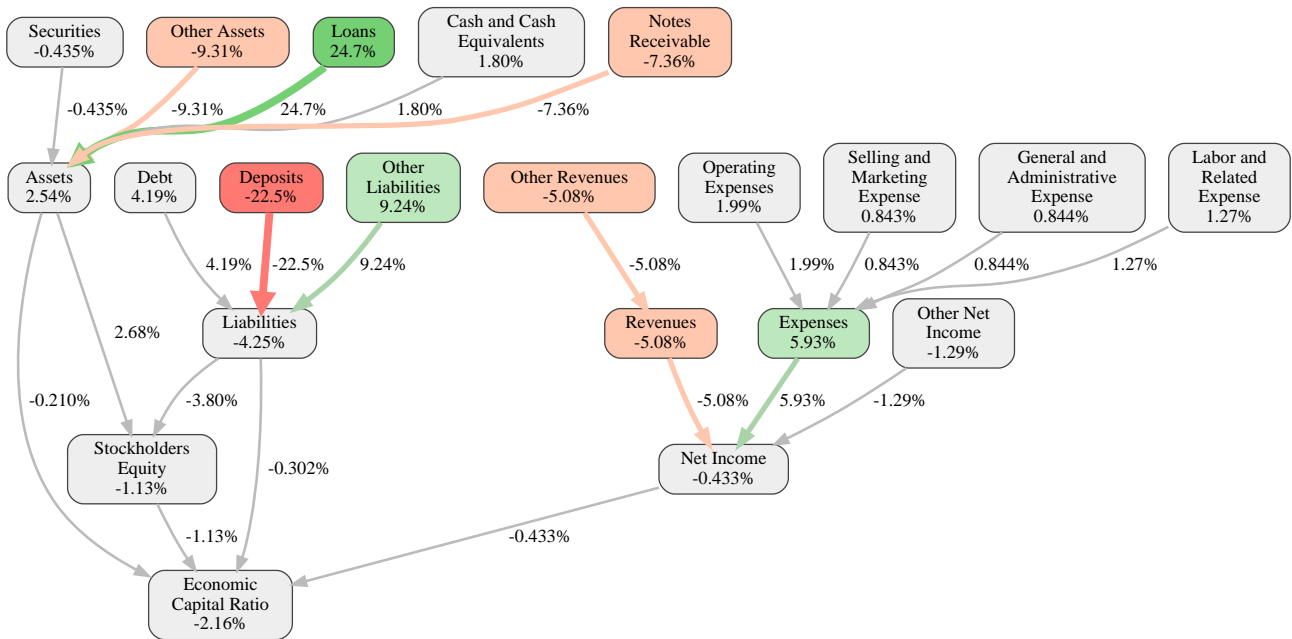 Securities
-0.435%
Other Assets
-9.31%
Loans
24.7%
Cash and Cash
Equivalents
1.80%
Notes
Receivable
-7.36%
-0.435%
-9.31%
24.7%
1.80%
-7.36%
Assets
2.54%
Debt
4.19%
Deposits
-22.5%
Other
Liabilities
9.24%
Other Revenues
-5.08%
Operating
Expenses
1.99%
Selling and
Marketing
Expense
0.843%
General and
Administrative
Expense
0.844%
Labor and
Related
Expense
1.27%
4.19%
-22.5%
9.24%
-5.08%
1.99%
0.843%
0.844%
1.27%
2.68%
Liabilities
-4.25%
Revenues
-5.08%
Expenses
5.93%
Other Net
Income
-1.29%
-0.210%
-3.80%
-5.08%
5.93%
-1.29%
Stockholders
Equity
-1.13%
-0.302%
Net Income
-0.433%
-1.13%
-0.433%
Economic
Capital Ratio
-2.16%